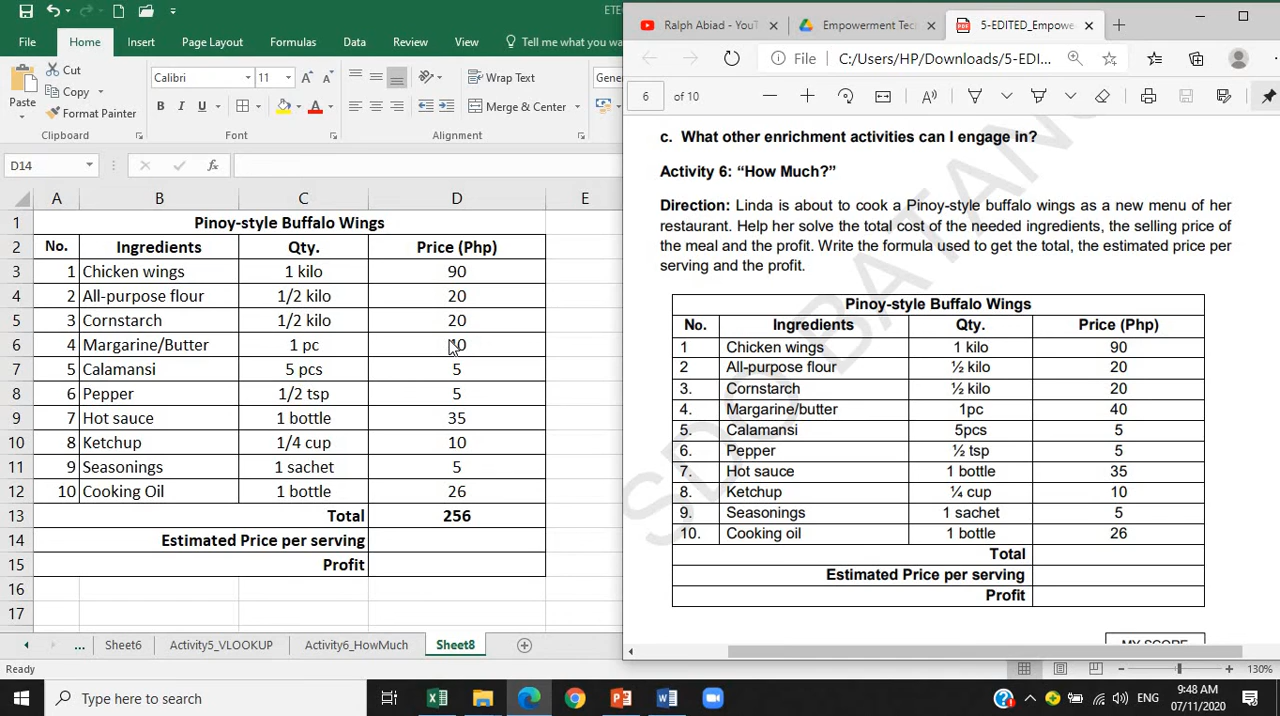 ETE
File Home Insert Page Layout Formulas Data Review View Tell me what you want
Paste Cut Copy Format Painter
Calibri 11 Wrap Text Gene
B I U A Merge & Center
Clipboard Font Alignment
D14 fx
A B C D E
1 Pinoy-style Buffalo Wings
2 No. Ingredients Qty. Price (Php)
3 1 Chicken wings 1 kilo 90
4 2 All-purpose flour 1/2 kilo 20
5 3 Cornstarch 1/2 kilo 20
6 4 Margarine/Butter 1 pc 0
7 5 Calamansi 5 pcs 5
8 6 Pepper 1/2 tsp 5
9 7 Hot sauce 1 bottle 35
10 8 Ketchup 1/4 cup 10
11 9 Seasonings 1 sachet 5
12 10 Cooking Oil 1 bottle 26
13 Total 256
14 Estimated Price per serving
15 Profit
16
17
... Sheet6 Activity5_VLOOKUP Activity6_HowMuch Sheet8
Ready
Ralph Abiad - YouT Empowerment Tec 5-EDITED_Empowe
File C:/Users/HP/Downloads/5-EDI...
6 of 10
c. What other enrichment activities can I engage in?
Activity 6: “How Much?”
Direction: Linda is about to cook a Pinoy-style buffalo wings as a new menu of her
restaurant. Help her solve the total cost of the needed ingredients, the selling price of
the meal and the profit. Write the formula used to get the total, the estimated price per
serving and the profit.
Pinoy-style Buffalo Wings
No. Ingredients Qty. Price (Php)
1 Chicken wings 1 kilo 90
2 All-purpose flour ½ kilo 20
3. Cornstarch ½ kilo 20
4. Margarine/butter 1pc 40
5. Calamansi 5pcs 5
6. Pepper ½ tsp 5
7. Hot sauce 1 bottle 35
8. Ketchup ¼ cup 10
9. Seasonings 1 sachet 5
10. Cooking oil 1 bottle 26
Total
Estimated Price per serving
Profit
MY SCORE
SDO BATAN
130%
Type here to search
ENG
9:48 AM
07/11/2020